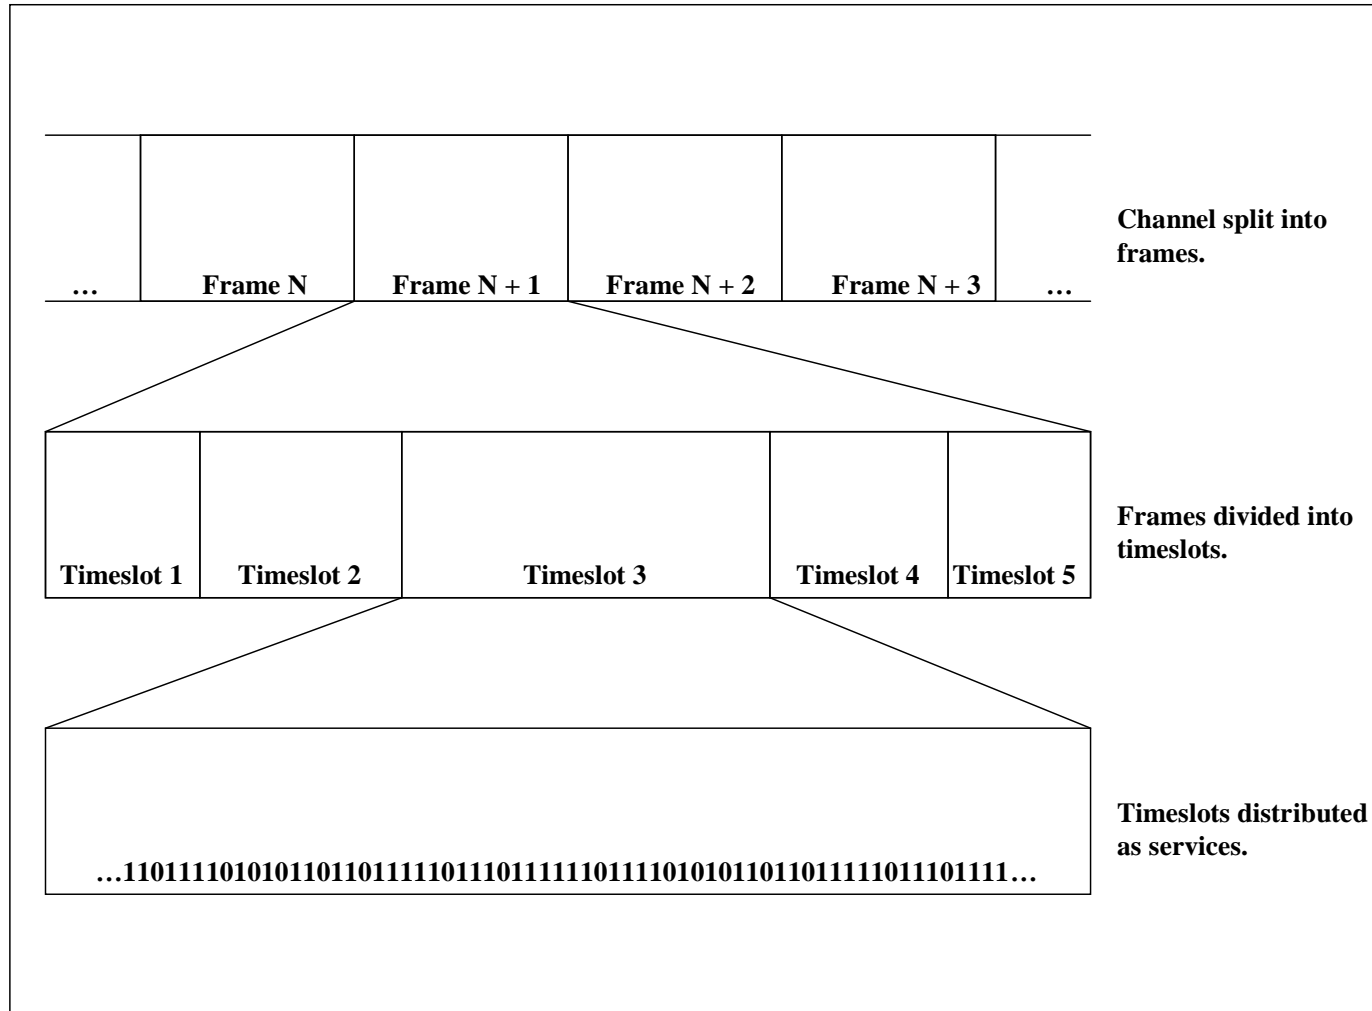 … Frame N Frame N + 1 Frame N + 2 Frame N + 3 …
Channel split into
frames.
Timeslot 1 Timeslot 2 Timeslot 3 Timeslot 4 Timeslot 5
Frames divided into
timeslots.
…1101111010101101101111101110111111011110101011011011111011101111…
Timeslots distributed
as services.